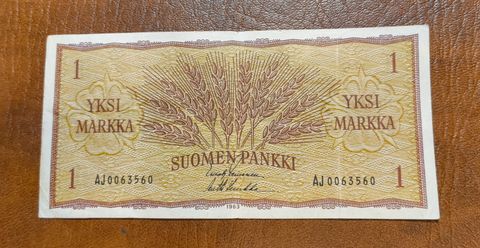 1 1
YKSI YKSI
MARKKA MARKKA
SUOMEN PANKKI
1 AJ0063560 AJ0063560 1
1963